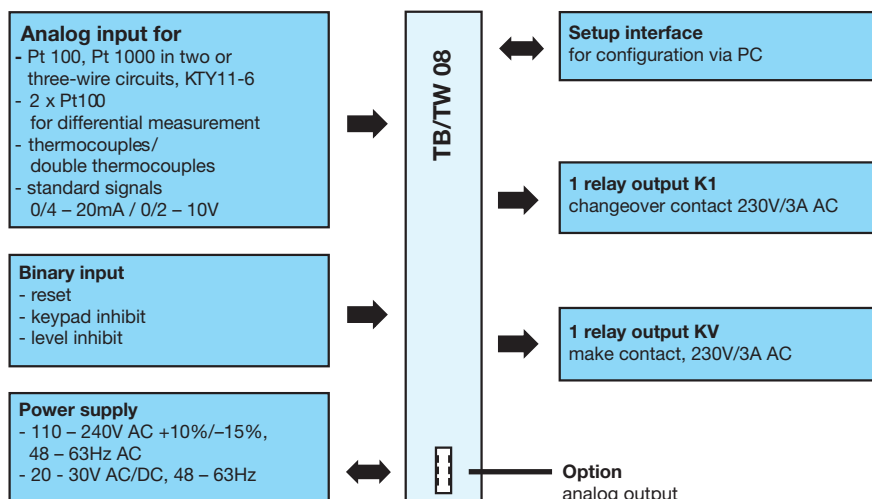 Analog input for
- Pt 100, Pt 1000 in two or
three-wire circuits, KTY11-6
- 2 x Pt100
for differential measurement
- thermocouples/
double thermocouples
- standard signals
0/4 – 20mA / 0/2 – 10V
Binary input
- reset
- keypad inhibit
- level inhibit
Power supply
- 110 – 240V AC +10%/–15%,
48 – 63Hz AC
- 20 - 30V AC/DC, 48 – 63Hz
TB/TW 08
Setup interface
for configuration via PC
1 relay output K1
changeover contact 230V/3A AC
1 relay output KV
make contact, 230V/3A AC
Option
analog output